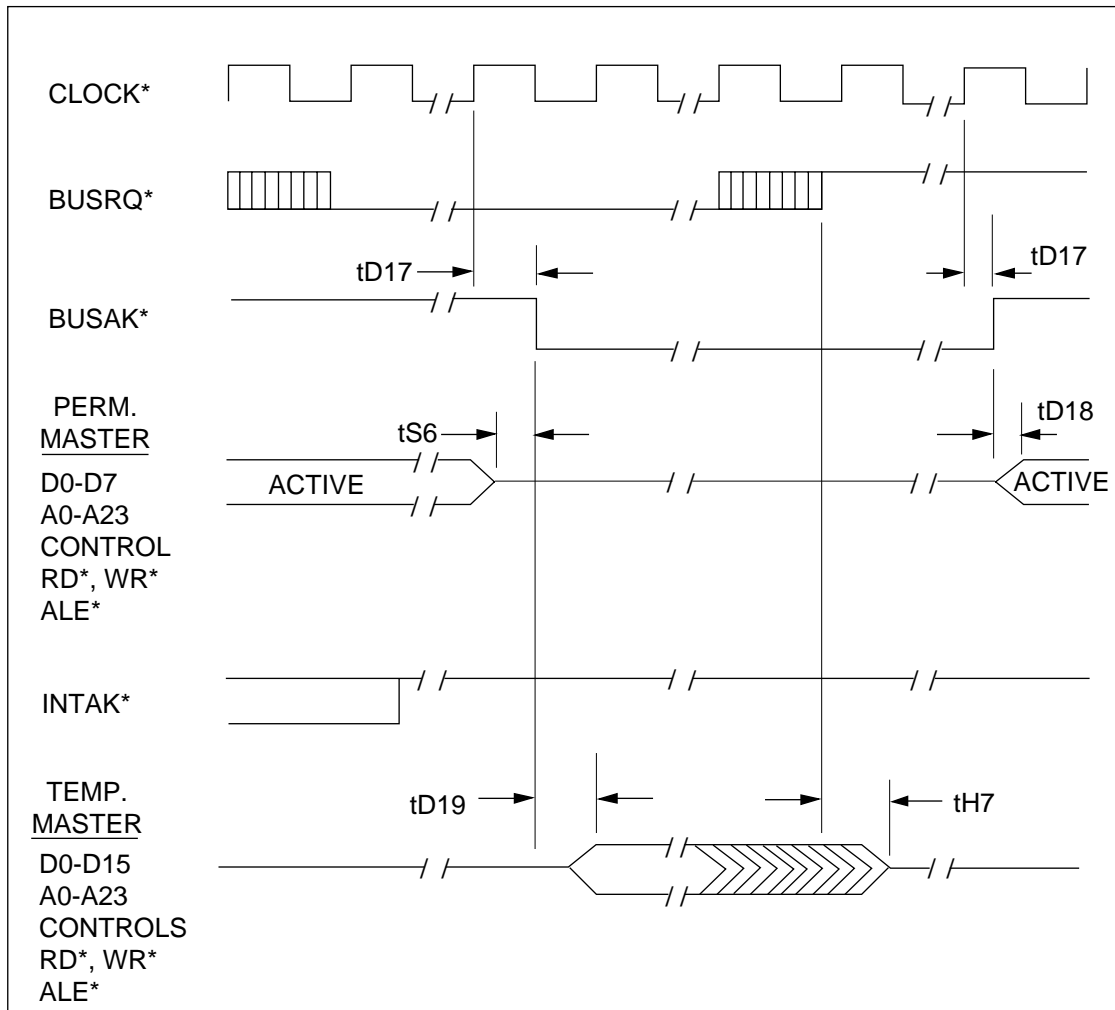 CLOCK*
BUSRQ*
tD17
tD17
BUSAK*
PERM.
MASTER
tS6
tD18
D0-D7
ACTIVE
ACTIVE
A0-A23
CONTROL
RD*, WR*
ALE*
INTAK*
TEMP.
MASTER
tD19
tH7
D0-D15
A0-A23
CONTROLS
RD*, WR*
ALE*